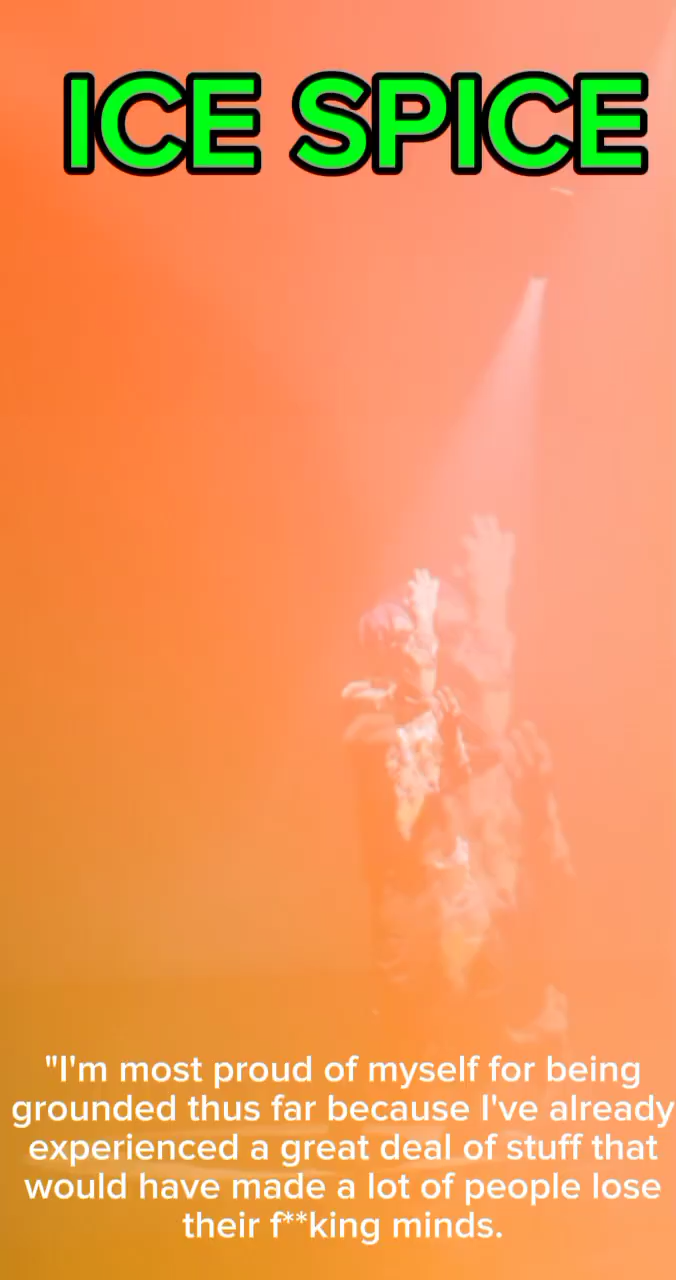 ICE SPICE
"I'm most proud of myself for being
grounded thus far because I've already
experienced a great deal of stuff that
would have made a lot of people lose
their f**king minds.